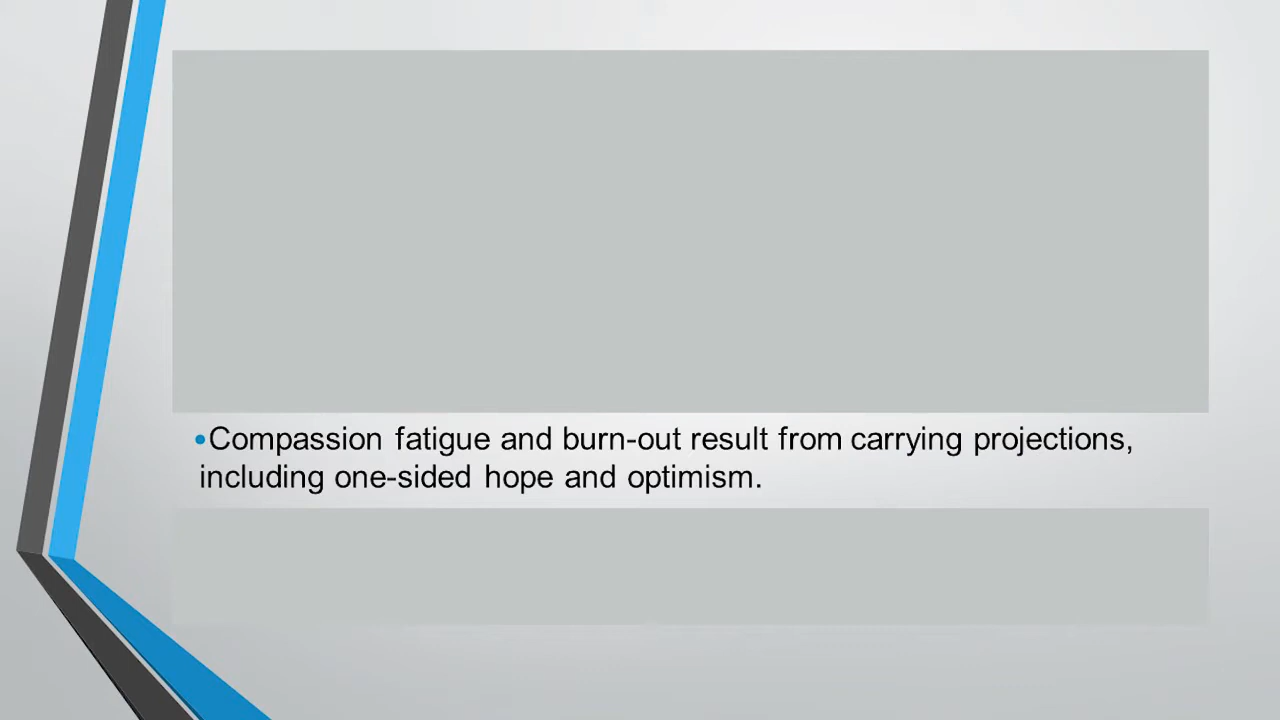 •Compassion fatigue and burn-out result from carrying projections,
including one-sided hope and optimism.